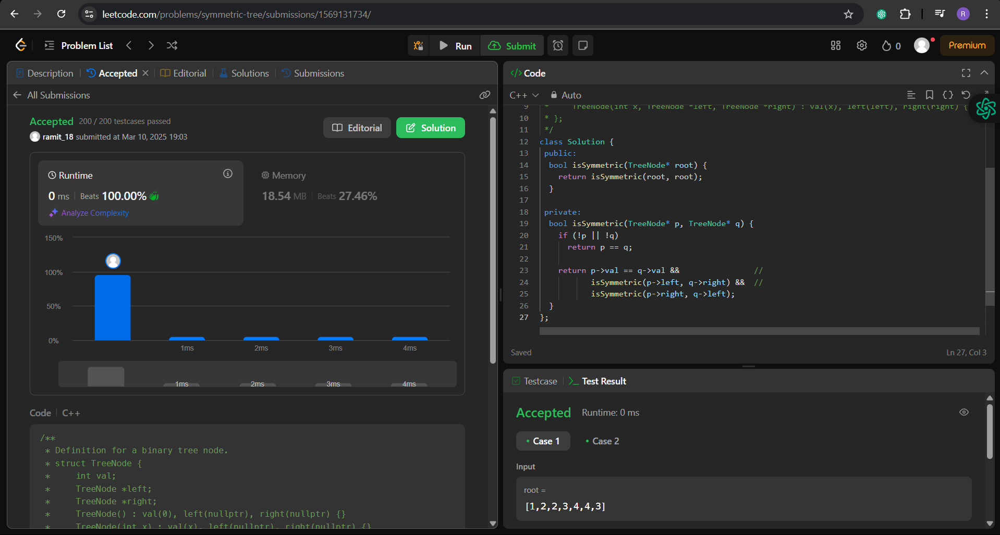 leetcode.com/problems/symmetric-tree/submissions/1569131734/
R
Problem List
Run
Submit
0
Premium
Description
Accepted
Editorial
Solutions
Submissions
All Submissions
Accepted 200 / 200 testcases passed
ramit_18 submitted at Mar 10, 2025 19:03
Editorial
Solution
Runtime
0 ms Beats 100.00%
Analyze Complexity
Memory
18.54 MB Beats 27.46%
150%
100%
50%
0%
1ms 2ms 3ms 4ms
1ms 2ms 3ms 4ms
Code C++
/**
* Definition for a binary tree node.
* struct TreeNode {
*     int val;
*     TreeNode *left;
*     TreeNode *right;
*     TreeNode() : val(0), left(nullptr), right(nullptr) {}
*     TreeNode(int x) : val(x), left(nullptr), right(nullptr) {}
</> Code
C++ Auto
9 *     TreeNode(int x, TreeNode *left, TreeNode *right) : val(x), left(left), right(right) {
10 * };
11 */
12 class Solution {
13 public:
14 bool isSymmetric(TreeNode* root) {
15 return isSymmetric(root, root);
16 }
17
18 private:
19 bool isSymmetric(TreeNode* p, TreeNode* q) {
20 if (!p || !q)
21 return p == q;
22
23 return p->val == q->val && //
24 isSymmetric(p->left, q->right) && //
25 isSymmetric(p->right, q->left);
26 }
27 };
Saved
Ln 27, Col 3
Testcase
Test Result
Accepted Runtime: 0 ms
Case 1
Case 2
Input
root =
[1,2,2,3,4,4,3]